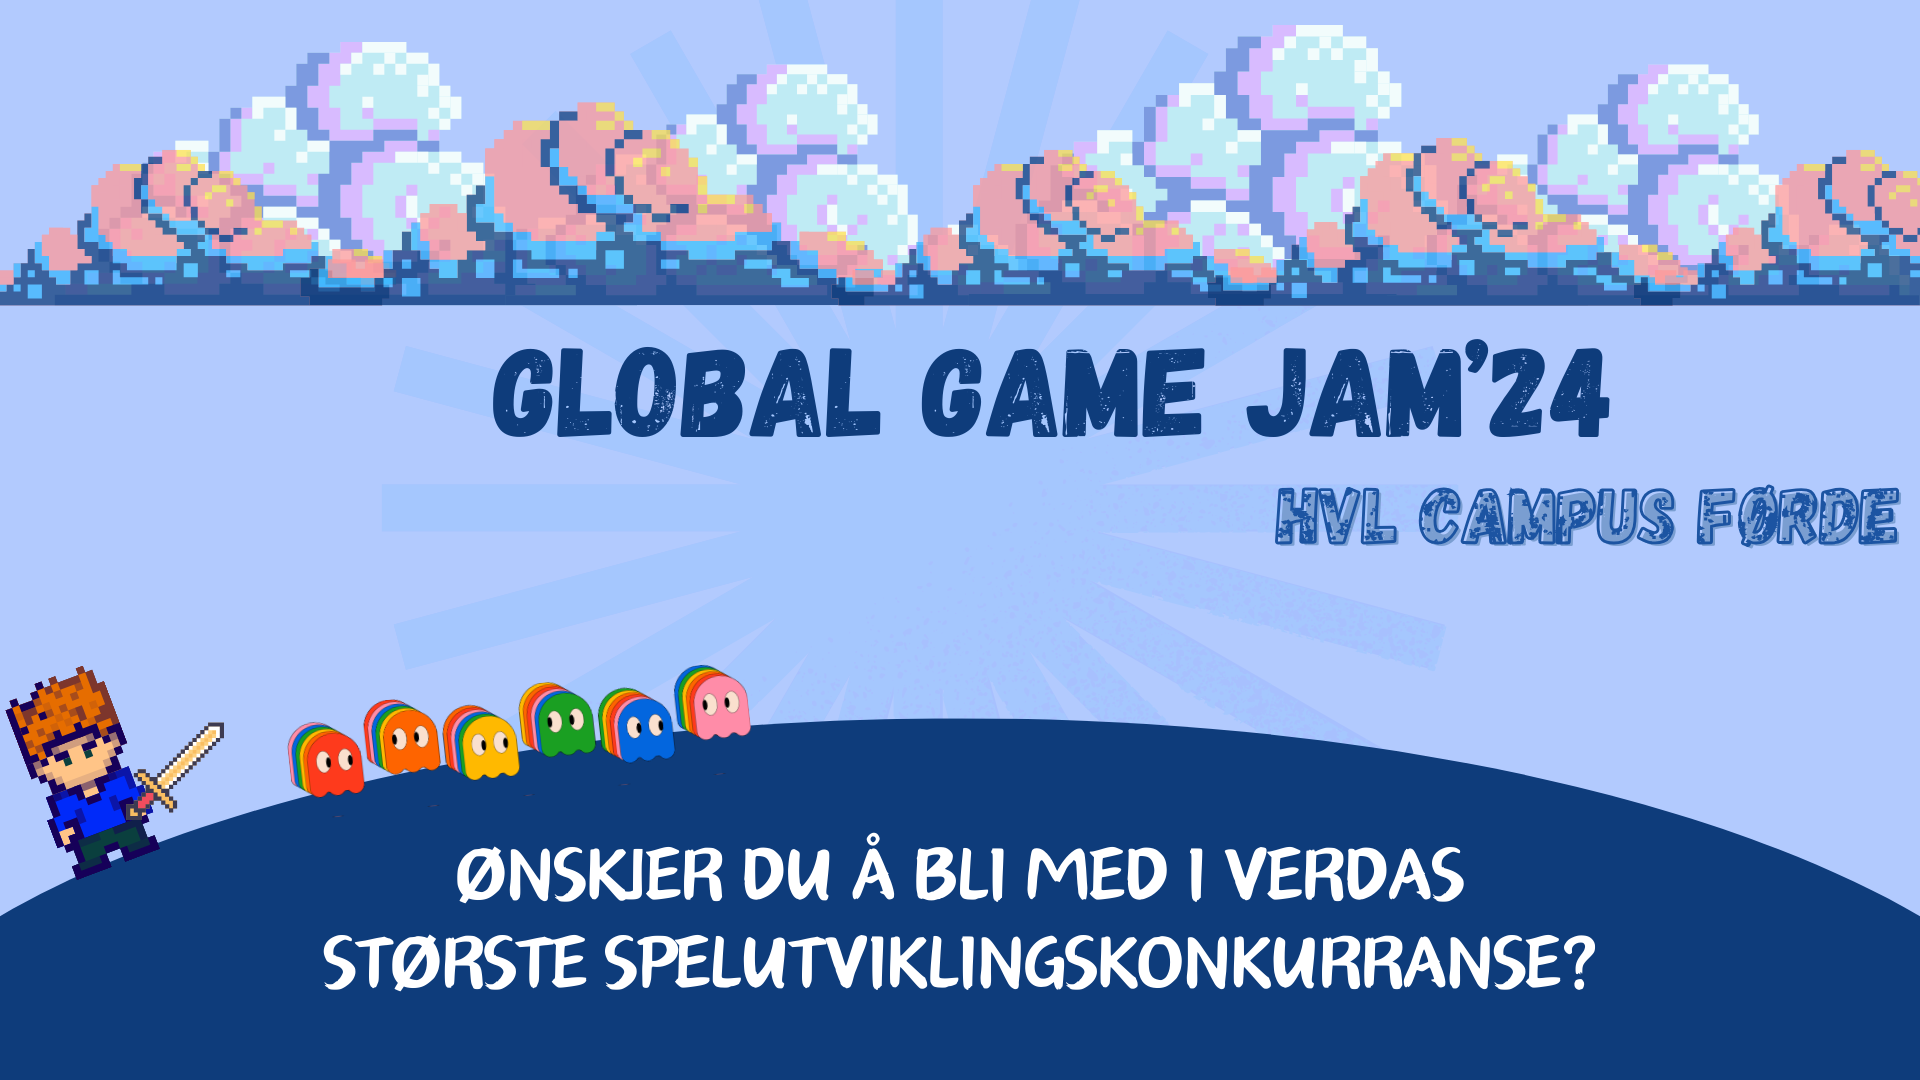 GLOBAL GAME JAM'24
HVL CAMPUS FØRDE
ØNSKJER DU Å BLI MED I VERDAS
STØRSTE SPELUTVIKLINGSKONKURRANSE?